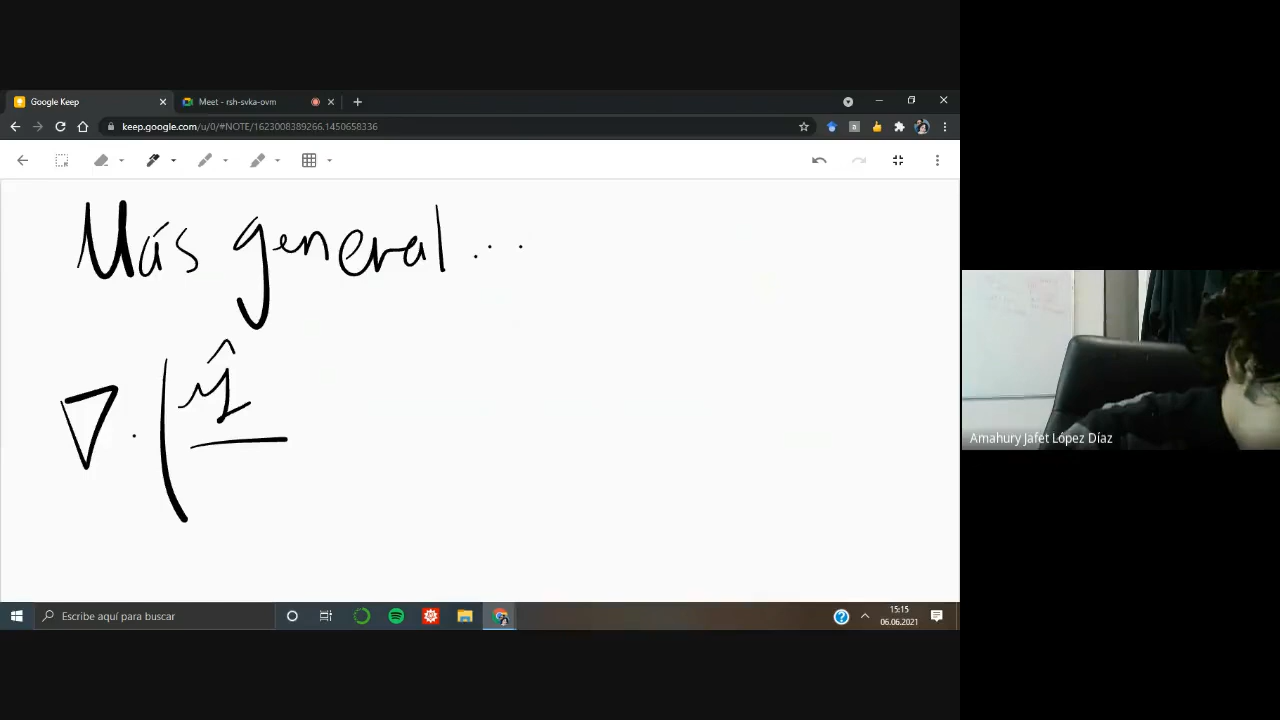 Google Keep
Meet - rsh-svka-ovm
keep.google.com/u/0/#NOTE/1623008389266.1450658336
Más general...
∇ · (
Amahury Jafet López Díaz
Escribe aquí para buscar
15:15
06.06.2021